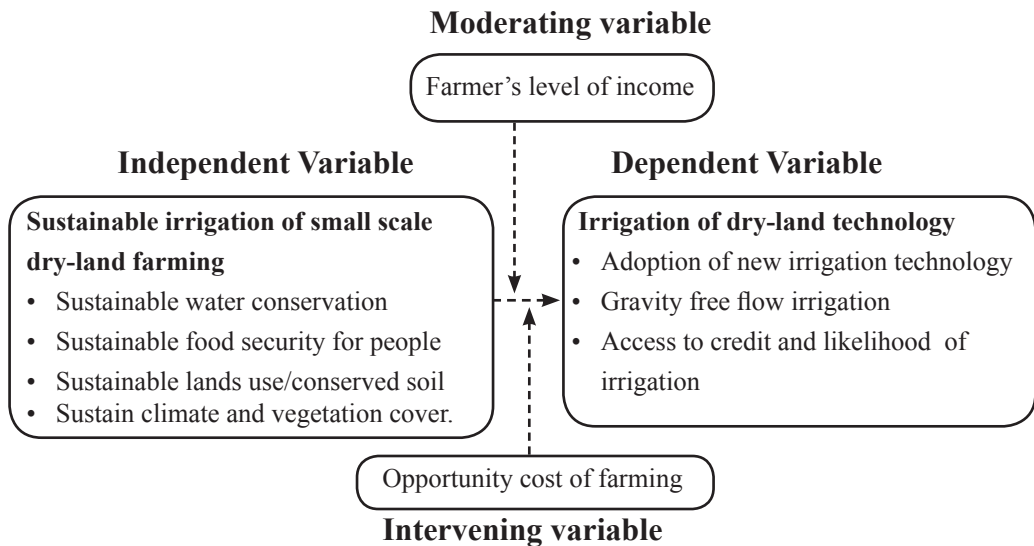 Moderating variable
Farmer’s level of income
Independent Variable
Sustainable irrigation of small scale
dry-land farming
• Sustainable water conservation
• Sustainable food security for people
• Sustainable lands use/conserved soil
• Sustain climate and vegetation cover.
Dependent Variable
Irrigation of dry-land technology
• Adoption of new irrigation technology
• Gravity free flow irrigation
• Access to credit and likelihood of
irrigation
Opportunity cost of farming
Intervening variable